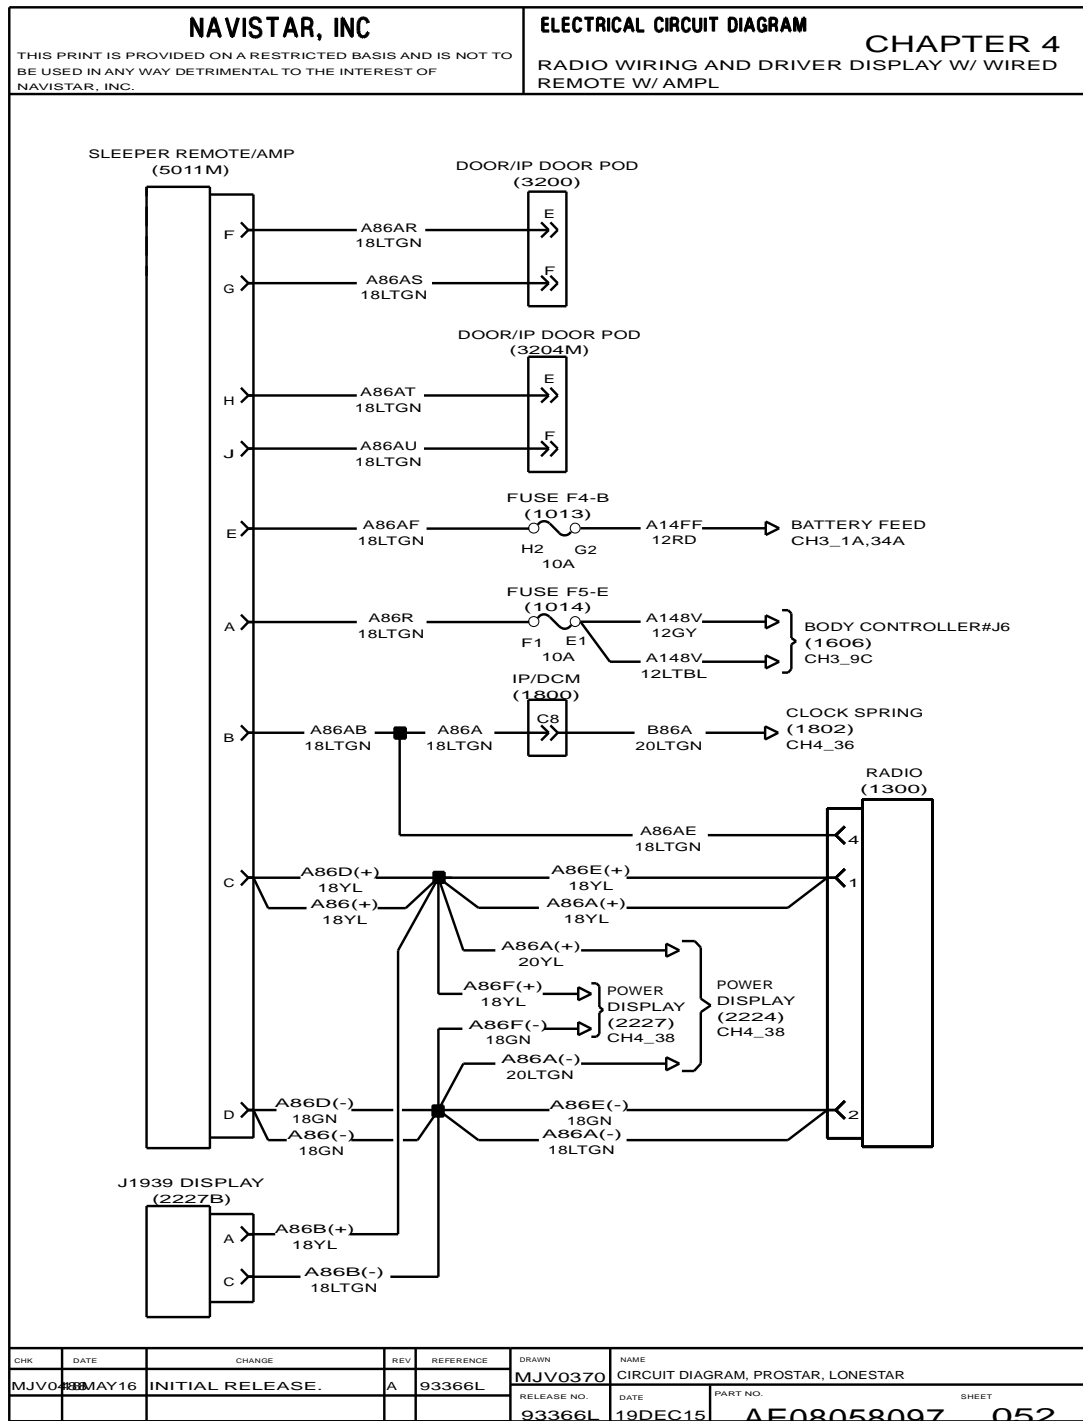 NAVISTAR, INC
THIS PRINT IS PROVIDED ON A RESTRICTED BASIS AND IS NOT TO
BE USED IN ANY WAY DETRIMENTAL TO THE INTEREST OF
NAVISTAR, INC.
ELECTRICAL CIRCUIT DIAGRAM
CHAPTER 4
RADIO WIRING AND DRIVER DISPLAY W/ WIRED
REMOTE W/ AMPL
SLEEPER REMOTE/AMP
(5011M)
DOOR/IP DOOR POD
(3200)
F
A86AR
18LTGN
E
G
A86AS
18LTGN
F
DOOR/IP DOOR POD
(3204M)
H
A86AT
18LTGN
E
J
A86AU
18LTGN
F
FUSE F4-B
(1013)
E
A86AF
18LTGN
H2
G2
10A
A14FF
12RD
BATTERY FEED
CH3_1A,34A
FUSE F5-E
(1014)
A
A86R
18LTGN
F1
E1
10A
A148V
12GY
A148V
12LTBL
BODY CONTROLLER#J6
(1606)
CH3_9C
IP/DCM
(1800)
B
A86AB
18LTGN
A86A
18LTGN
C8
B86A
20LTGN
CLOCK SPRING
(1802)
CH4_36
RADIO
(1300)
A86AE
18LTGN
4
C
A86D(+)
18YL
A86(+)
18YL
A86E(+)
18YL
A86A(+)
18YL
1
A86A(+)
20YL
A86F(+)
18YL
A86F(-)
18GN
A86A(-)
20LTGN
POWER
DISPLAY
(2227)
CH4_38
POWER
DISPLAY
(2224)
CH4_38
D
A86D(-)
18GN
A86(-)
18GN
A86E(-)
18GN
A86A(-)
18LTGN
2
J1939 DISPLAY
(2227B)
A
A86B(+)
18YL
C
A86B(-)
18LTGN
CHK DATE CHANGE REV REFERENCE
INITIAL RELEASE. A 93366L
DRAWN
MJV0370
NAME
CIRCUIT DIAGRAM, PROSTAR, LONESTAR
RELEASE NO.
93366L
DATE
19DEC15
PART NO.
AE08058097
SHEET
052